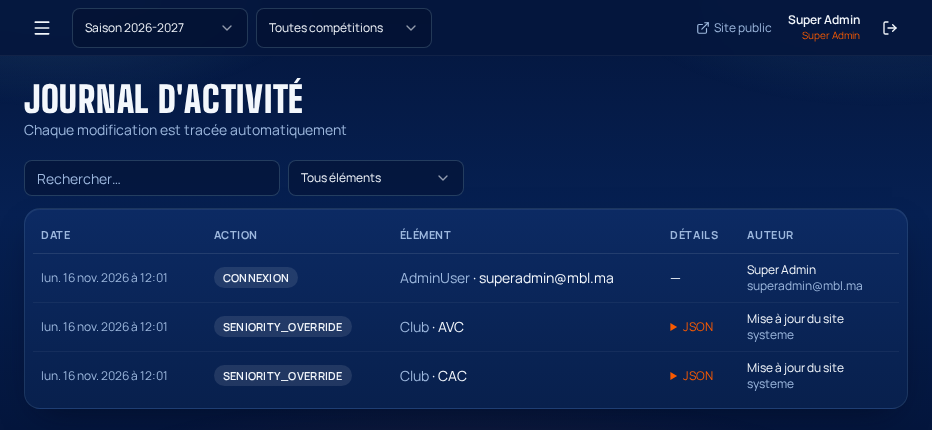 Saison 2026-2027
Toutes compétitions
Site public
Super Admin
Super Admin
JOURNAL D'ACTIVITÉ
Chaque modification est tracée automatiquement
Rechercher...
Tous éléments
DATE ACTION ÉLÉMENT DÉTAILS AUTEUR
lun. 16 nov. 2026 à 12:01 CONNEXION AdminUser · superadmin@mbl.ma — Super Admin
superadmin@mbl.ma
lun. 16 nov. 2026 à 12:01 SENIORITY_OVERRIDE Club · AVC ▶ JSON Mise à jour du site
systeme
lun. 16 nov. 2026 à 12:01 SENIORITY_OVERRIDE Club · CAC ▶ JSON Mise à jour du site
systeme